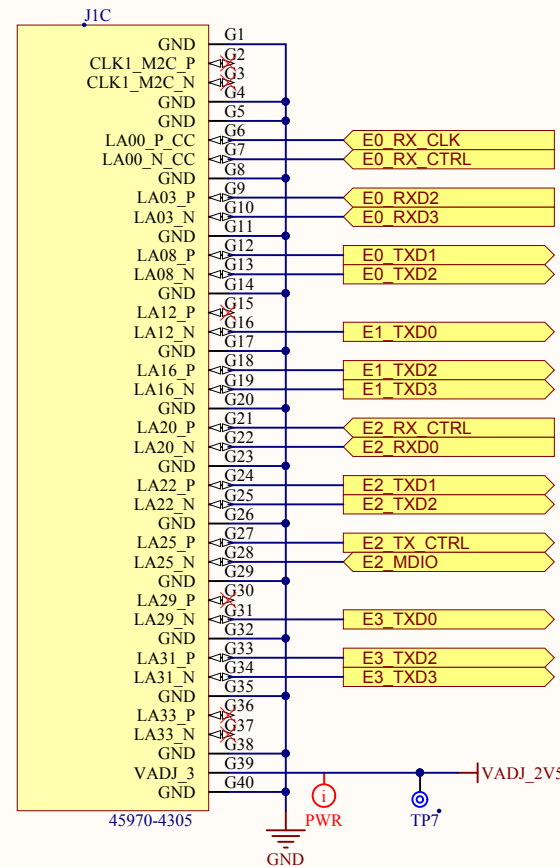 J1C
GND G1
CLK1_M2C_P G2
CLK1_M2C_N G3
GND G4
GND G5
LA00_P_CC G6 E0_RX_CLK
LA00_N_CC G7 E0_RX_CTRL
GND G8
LA03_P G9 E0_RXD2
LA03_N G10 E0_RXD3
GND G11
LA08_P G12 E0_TXD1
LA08_N G13 E0_TXD2
GND G14
LA12_P G15
LA12_N G16 E1_TXD0
GND G17
LA16_P G18 E1_TXD2
LA16_N G19 E1_TXD3
GND G20
LA20_P G21 E2_RX_CTRL
LA20_N G22 E2_RXD0
GND G23
LA22_P G24 E2_TXD1
LA22_N G25 E2_TXD2
GND G26
LA25_P G27 E2_TX_CTRL
LA25_N G28 E2_MDIO
GND G29
LA29_P G30
LA29_N G31 E3_TXD0
GND G32
LA31_P G33 E3_TXD2
LA31_N G34 E3_TXD3
GND G35
LA33_P G36
LA33_N G37
GND G38
VADJ_3 G39 VADJ_2V5
GND G40
i
45970-4305 PWR TP7
GND